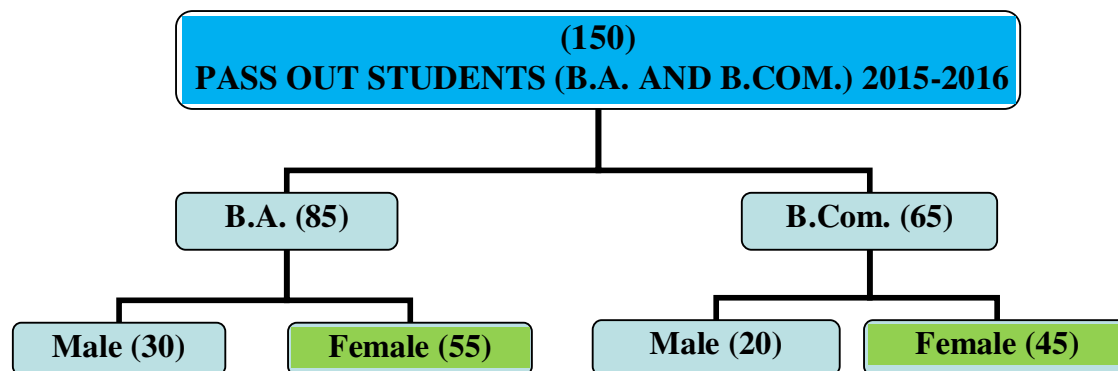 (150)
PASS OUT STUDENTS (B.A. AND B.COM.) 2015-2016
B.A. (85)
B.Com. (65)
Male (30)
Female (55)
Male (20)
Female (45)